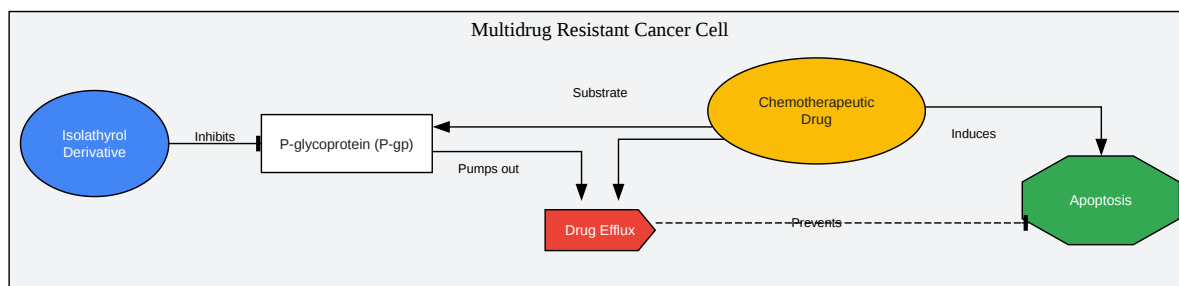 Multidrug Resistant Cancer Cell
Isolathyrol
Derivative
Inhibits
P-glycoprotein (P-gp)
Pumps out
Substrate
Chemotherapeutic
Drug
Induces
Drug Efflux
Prevents
Apoptosis